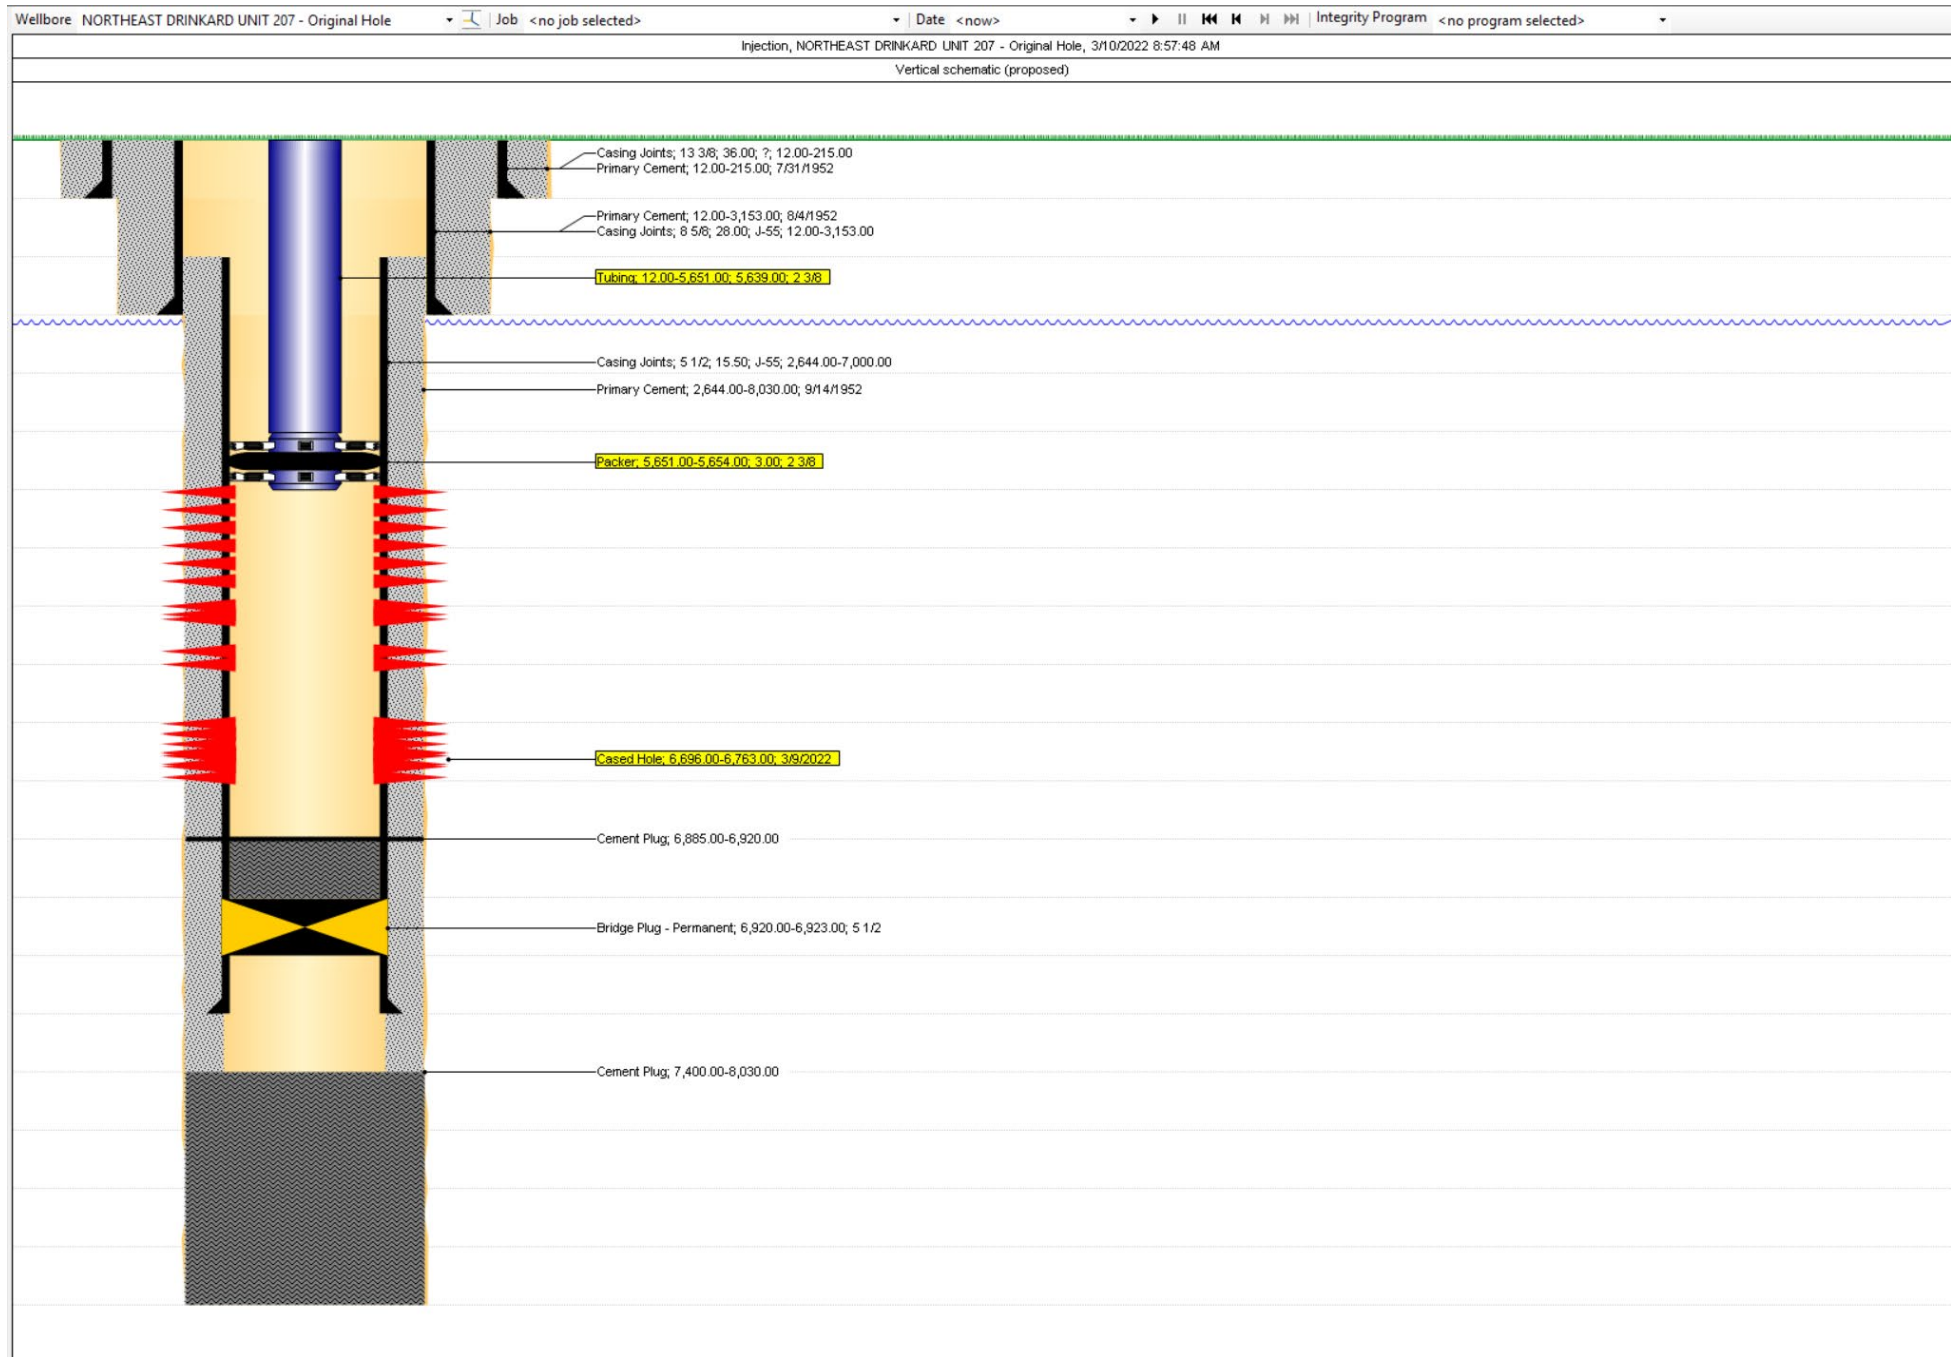 Wellbore NORTHEAST DRINKARD UNIT 207 - Original Hole Job <no job selected> Date <now> Integrity Program <no program selected>
Injection, NORTHEAST DRINKARD UNIT 207 - Original Hole, 3/10/2022 8:57:48 AM
Vertical schematic (proposed)
Casing Joints; 13 3/8; 36.00; ?; 12.00-215.00
Primary Cement; 12.00-215.00; 7/31/1952
Primary Cement; 12.00-3,153.00; 8/4/1952
Casing Joints; 8 5/8; 28.00; J-55; 12.00-3,153.00
Tubing; 12.00-5,651.00; 5,639.00; 2 3/8
Casing Joints; 5 1/2; 15.50; J-55; 2,644.00-7,000.00
Primary Cement; 2,644.00-8,030.00; 9/14/1952
Packer; 5,651.00-5,654.00; 3.00; 2 3/8
Cased Hole; 6,696.00-6,763.00; 3/9/2022
Cement Plug; 6,885.00-6,920.00
Bridge Plug - Permanent; 6,920.00-6,923.00; 5 1/2
Cement Plug; 7,400.00-8,030.00